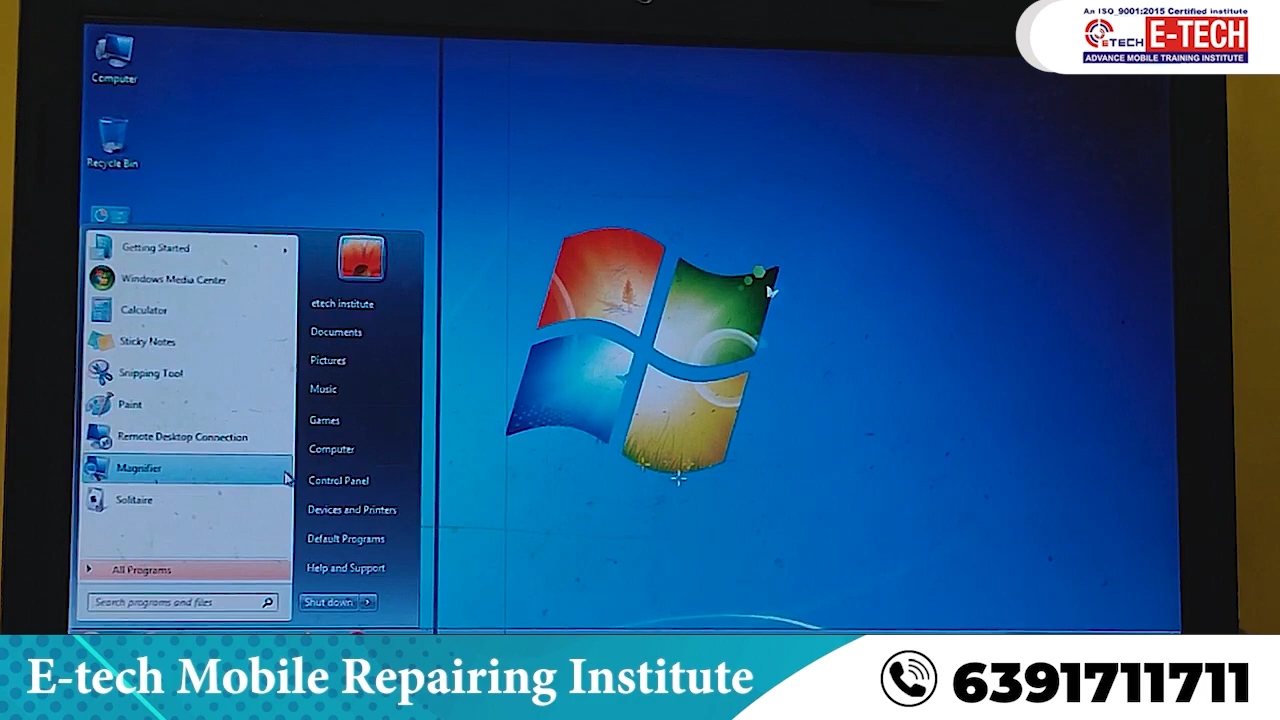 An ISO 9001:2015 Certified institute
ETECH E-TECH
ADVANCE MOBILE TRAINING INSTITUTE
Computer
Recycle Bin
Getting Started
Windows Media Center
Calculator
Sticky Notes
Snipping Tool
Paint
Remote Desktop Connection
Magnifier
Solitaire
All Programs
Search programs and files
etech institute
Documents
Pictures
Music
Games
Computer
Control Panel
Devices and Printers
Default Programs
Help and Support
Shut down
E-tech Mobile Repairing Institute
6391711711